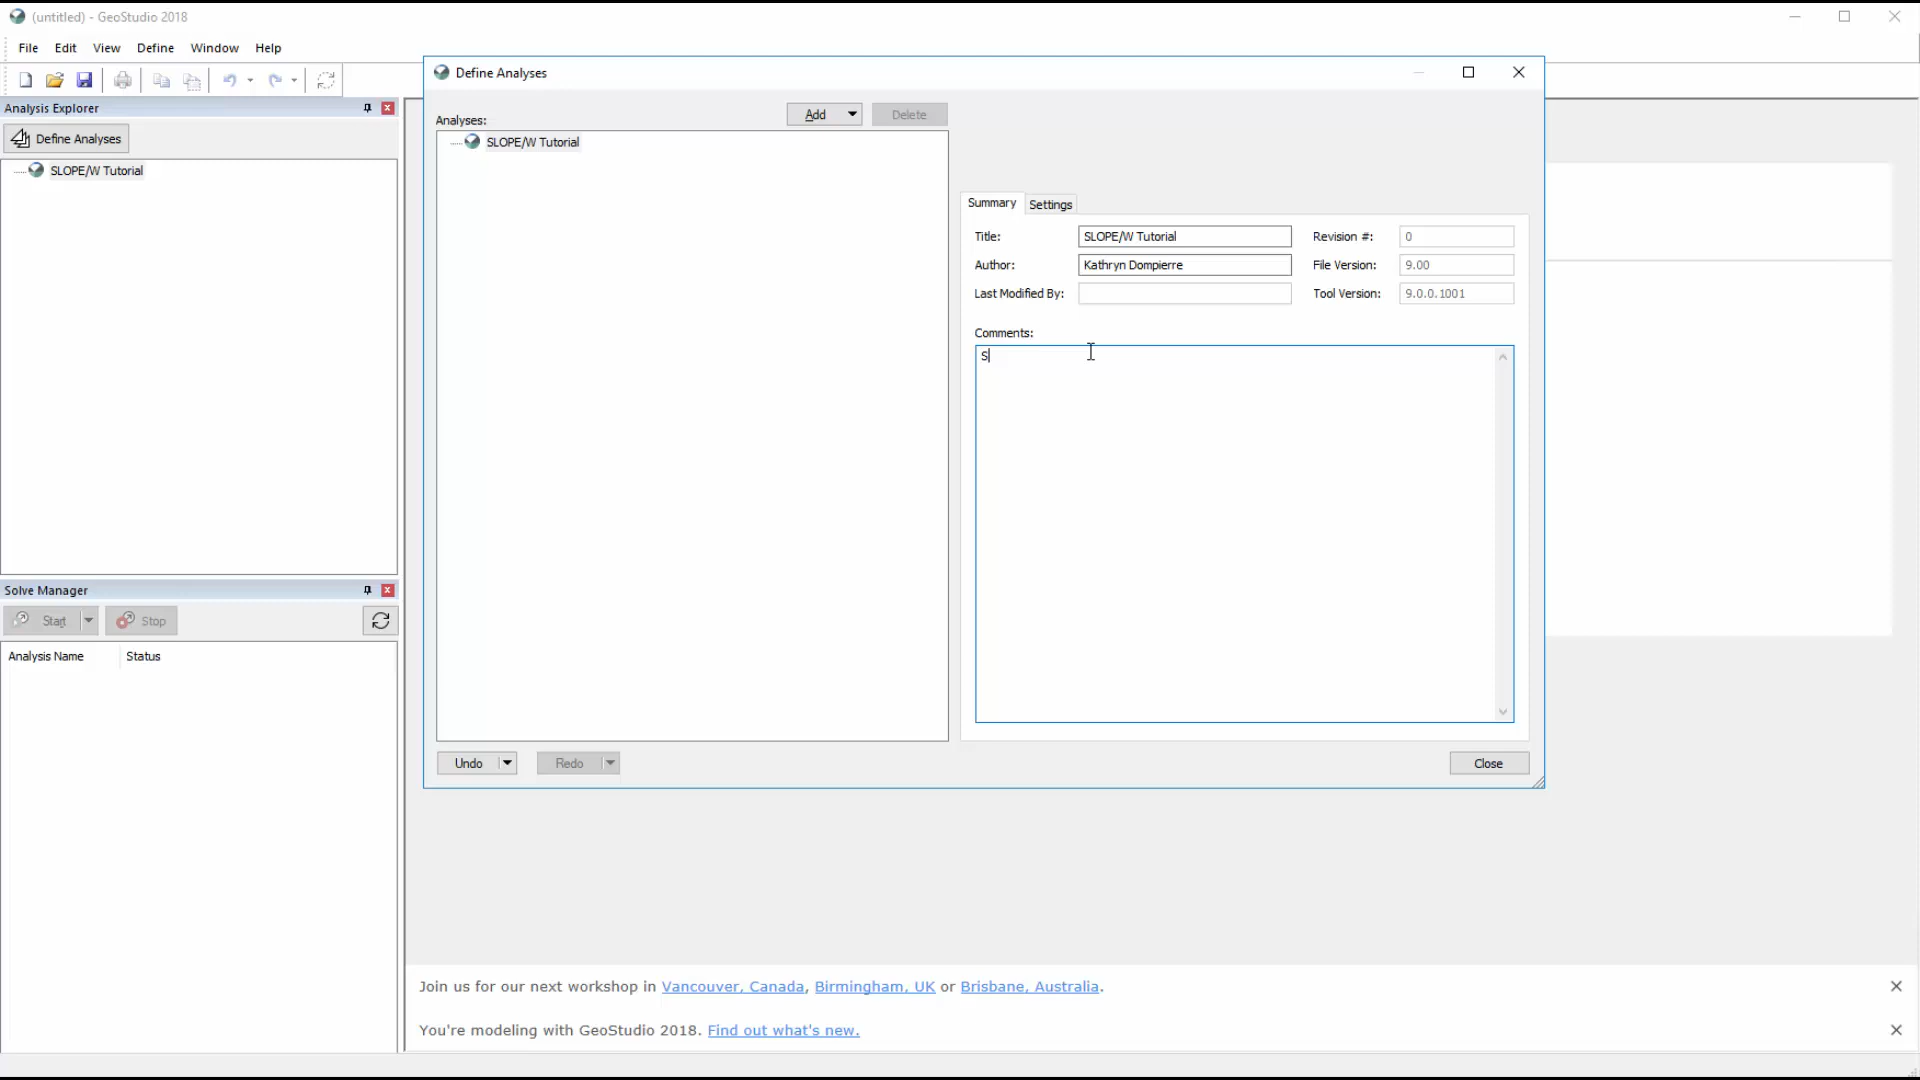 (untitled) - GeoStudio 2018
File Edit View Define Window Help
Analysis Explorer
Define Analyses
SLOPE/W Tutorial
Solve Manager
Start Stop
Analysis Name Status
Define Analyses
Analyses:
Add Delete
SLOPE/W Tutorial
Summary Settings
Title: SLOPE/W Tutorial Revision #: 0
Author: Kathryn Dompierre File Version: 9.00
Last Modified By: Tool Version: 9.0.0.1001
Comments:
S
Undo Redo Close
Join us for our next workshop in Vancouver, Canada, Birmingham, UK or Brisbane, Australia.
You're modeling with GeoStudio 2018. Find out what's new.